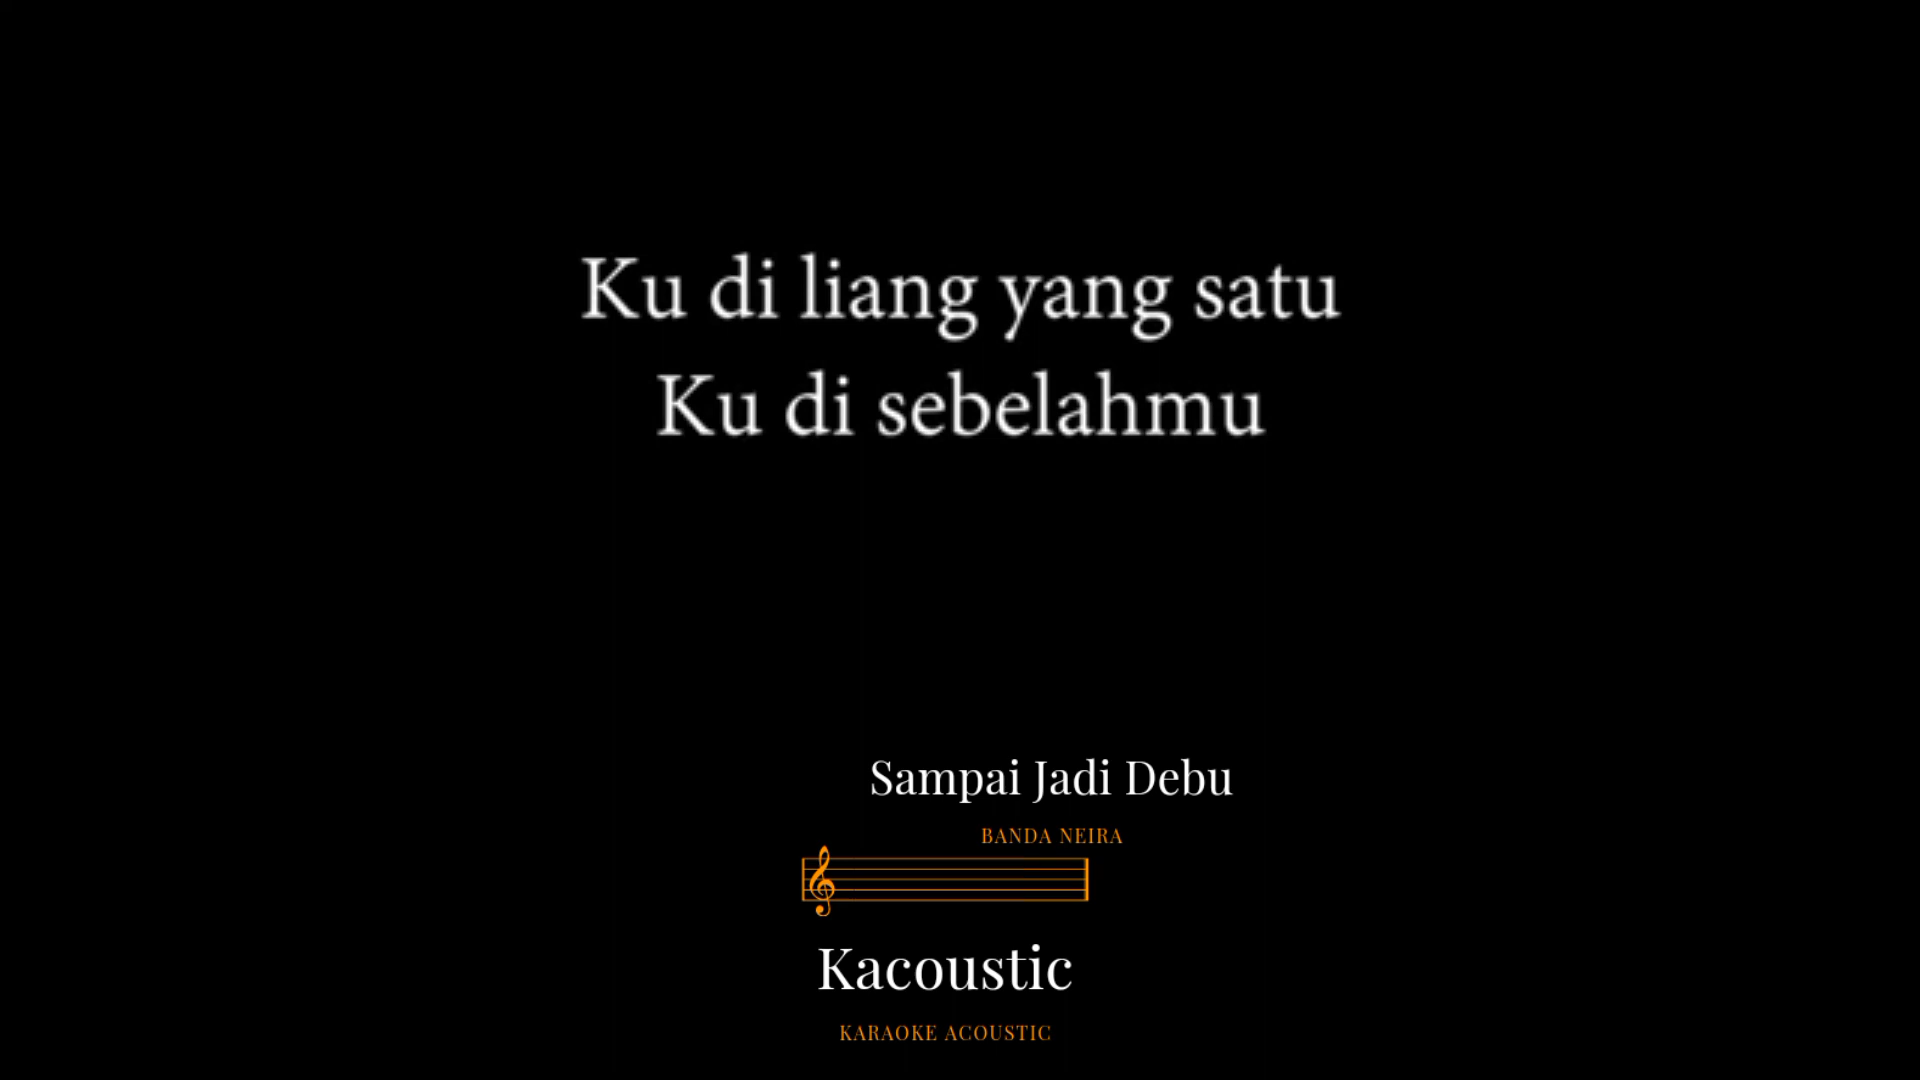 Ku di liang yang satu
Ku di sebelahmu
Sampai Jadi Debu
BANDA NEIRA
Kacoustic
KARAOKE ACOUSTIC